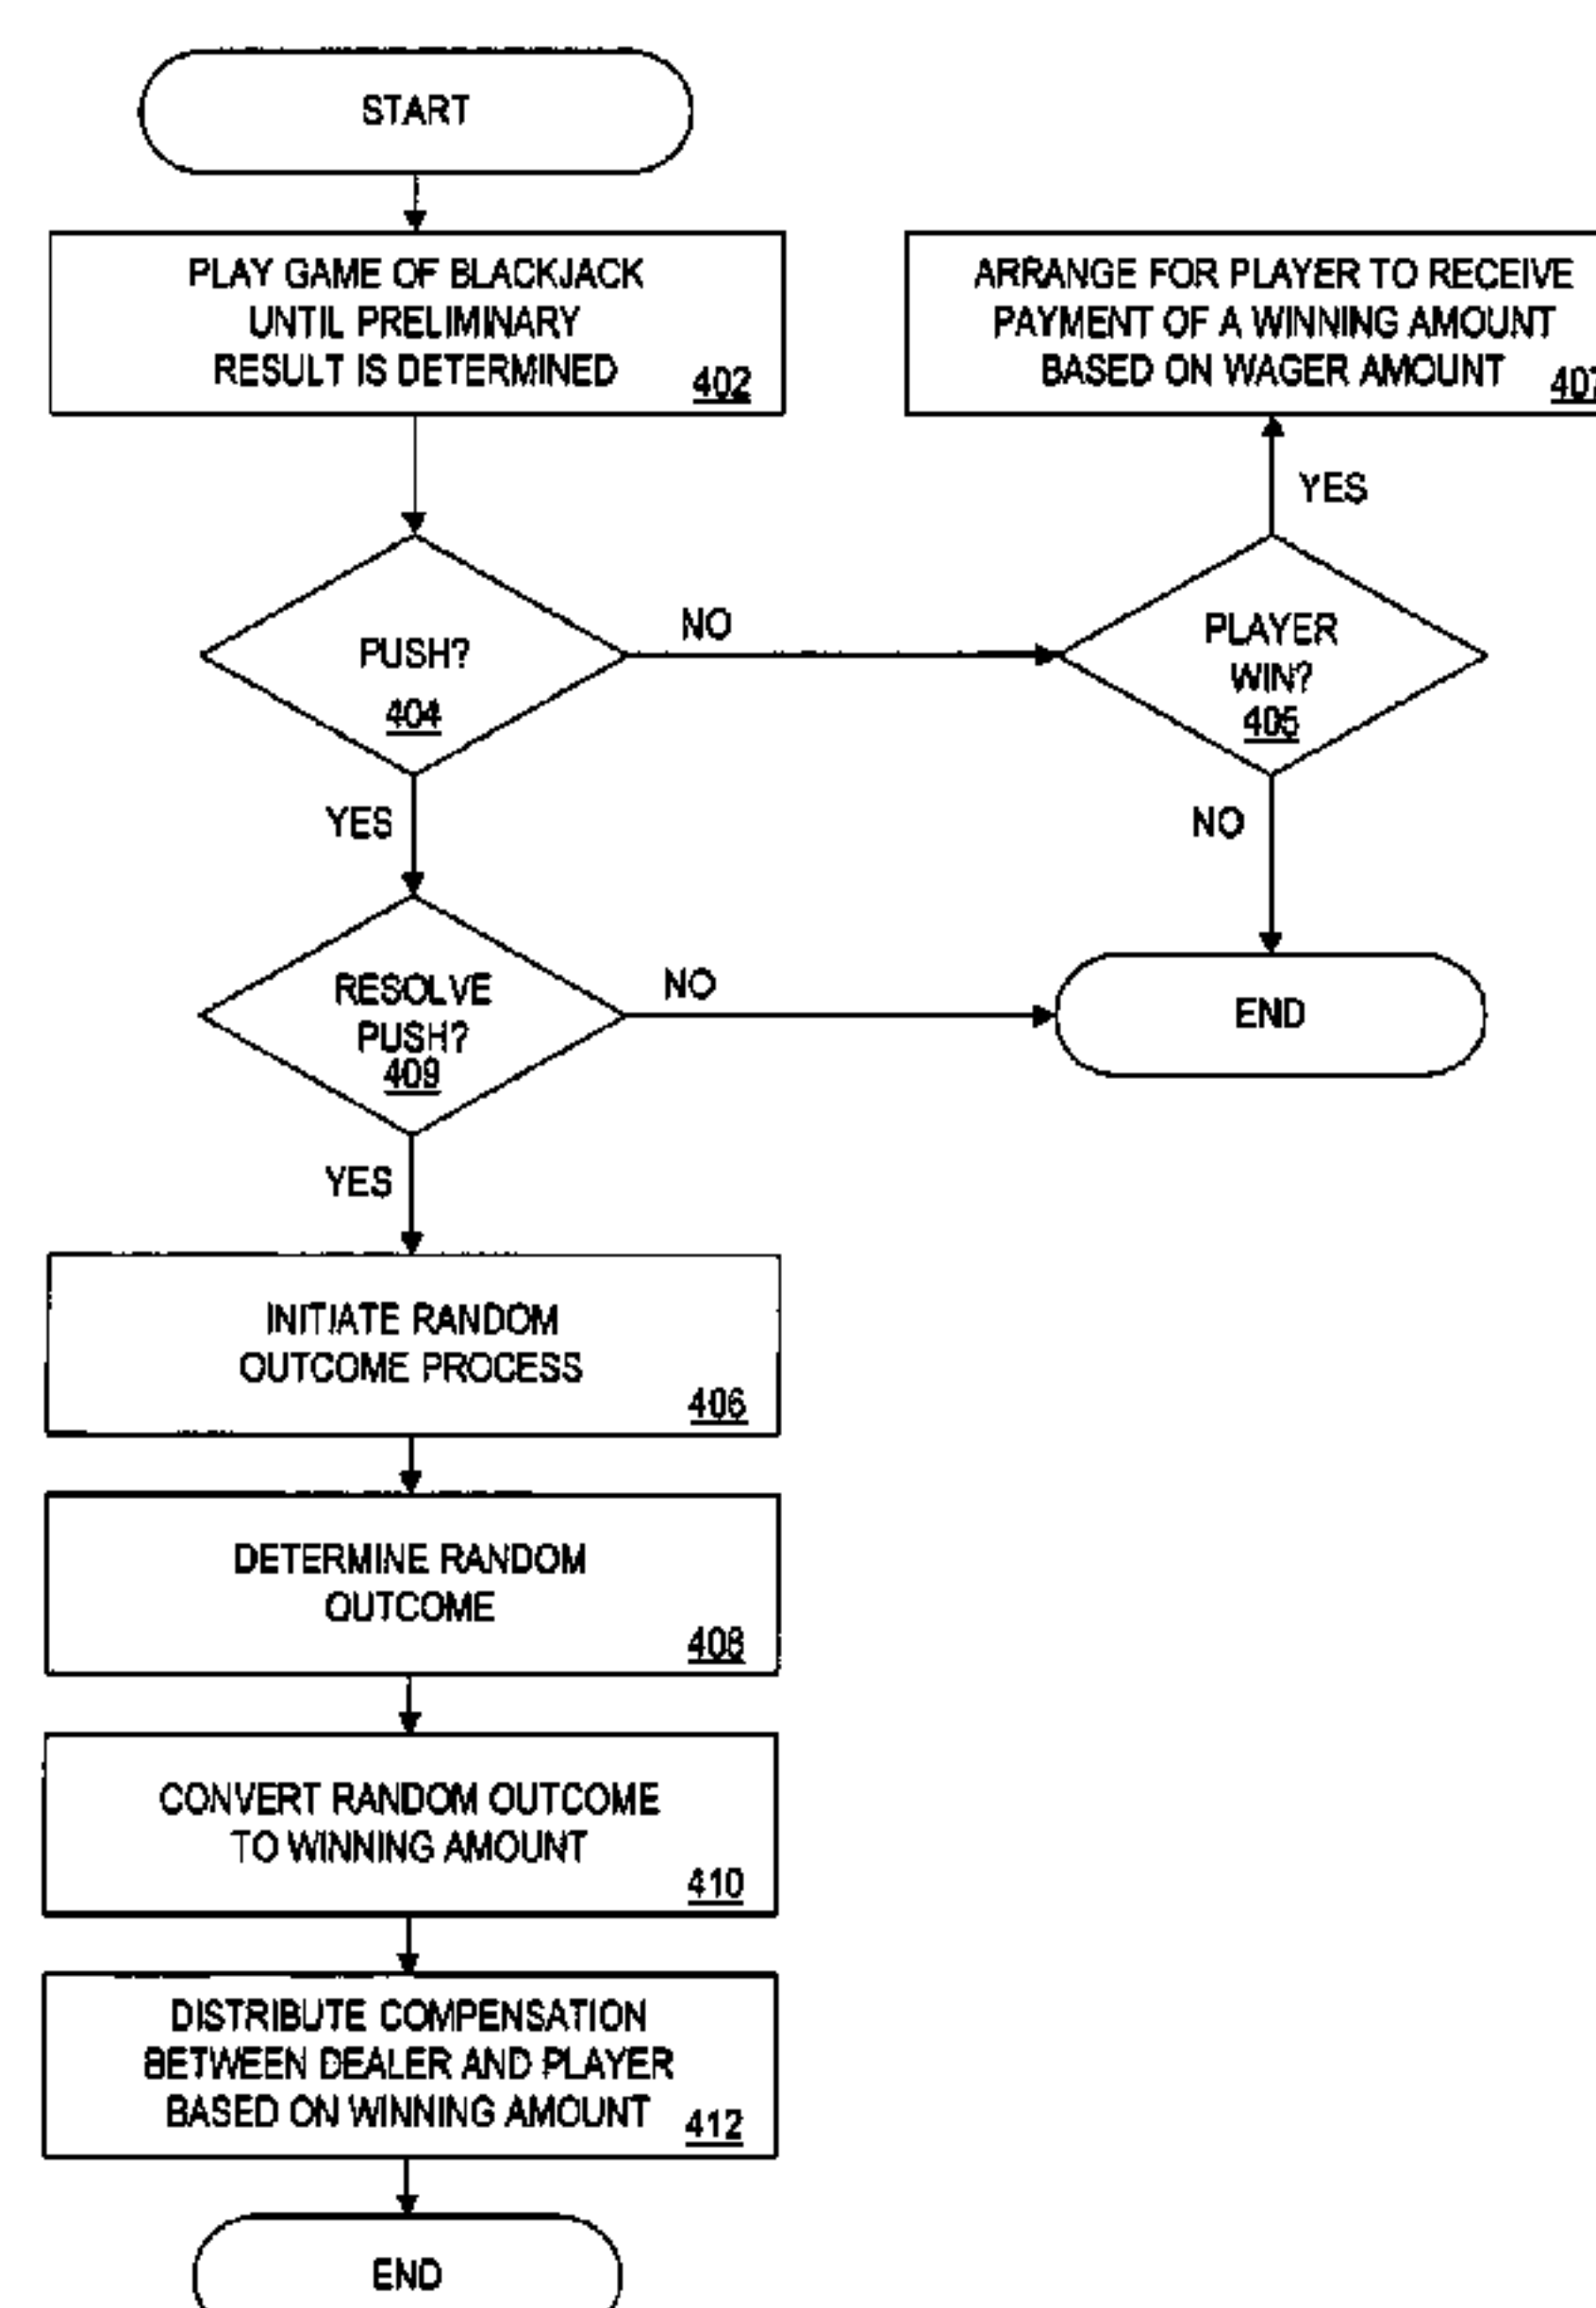 START
PLAY GAME OF BLACKJACK
UNTIL PRELIMINARY
RESULT IS DETERMINED
402
ARRANGE FOR PLAYER TO RECEIVE
PAYMENT OF A WINNING AMOUNT
BASED ON WAGER AMOUNT
407
YES
PUSH?
404
NO
PLAYER
WIN?
405
YES
NO
RESOLVE
PUSH?
409
NO
END
YES
INITIATE RANDOM
OUTCOME PROCESS
406
DETERMINE RANDOM
OUTCOME
408
CONVERT RANDOM OUTCOME
TO WINNING AMOUNT
410
DISTRIBUTE COMPENSATION
BETWEEN DEALER AND PLAYER
BASED ON WINNING AMOUNT
412
END